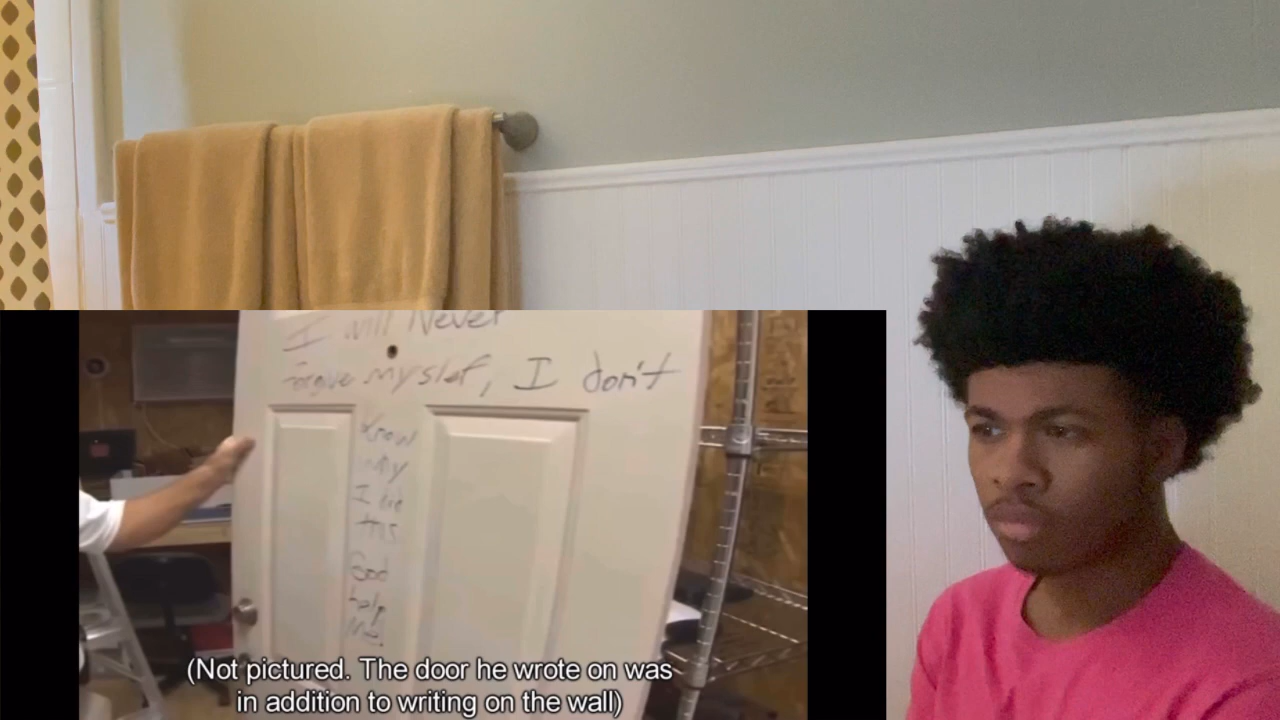 I will Never
Forgive myslef, I don't
Know
why
I did
this
God
help
Me!
(Not pictured. The door he wrote on was
in addition to writing on the wall)